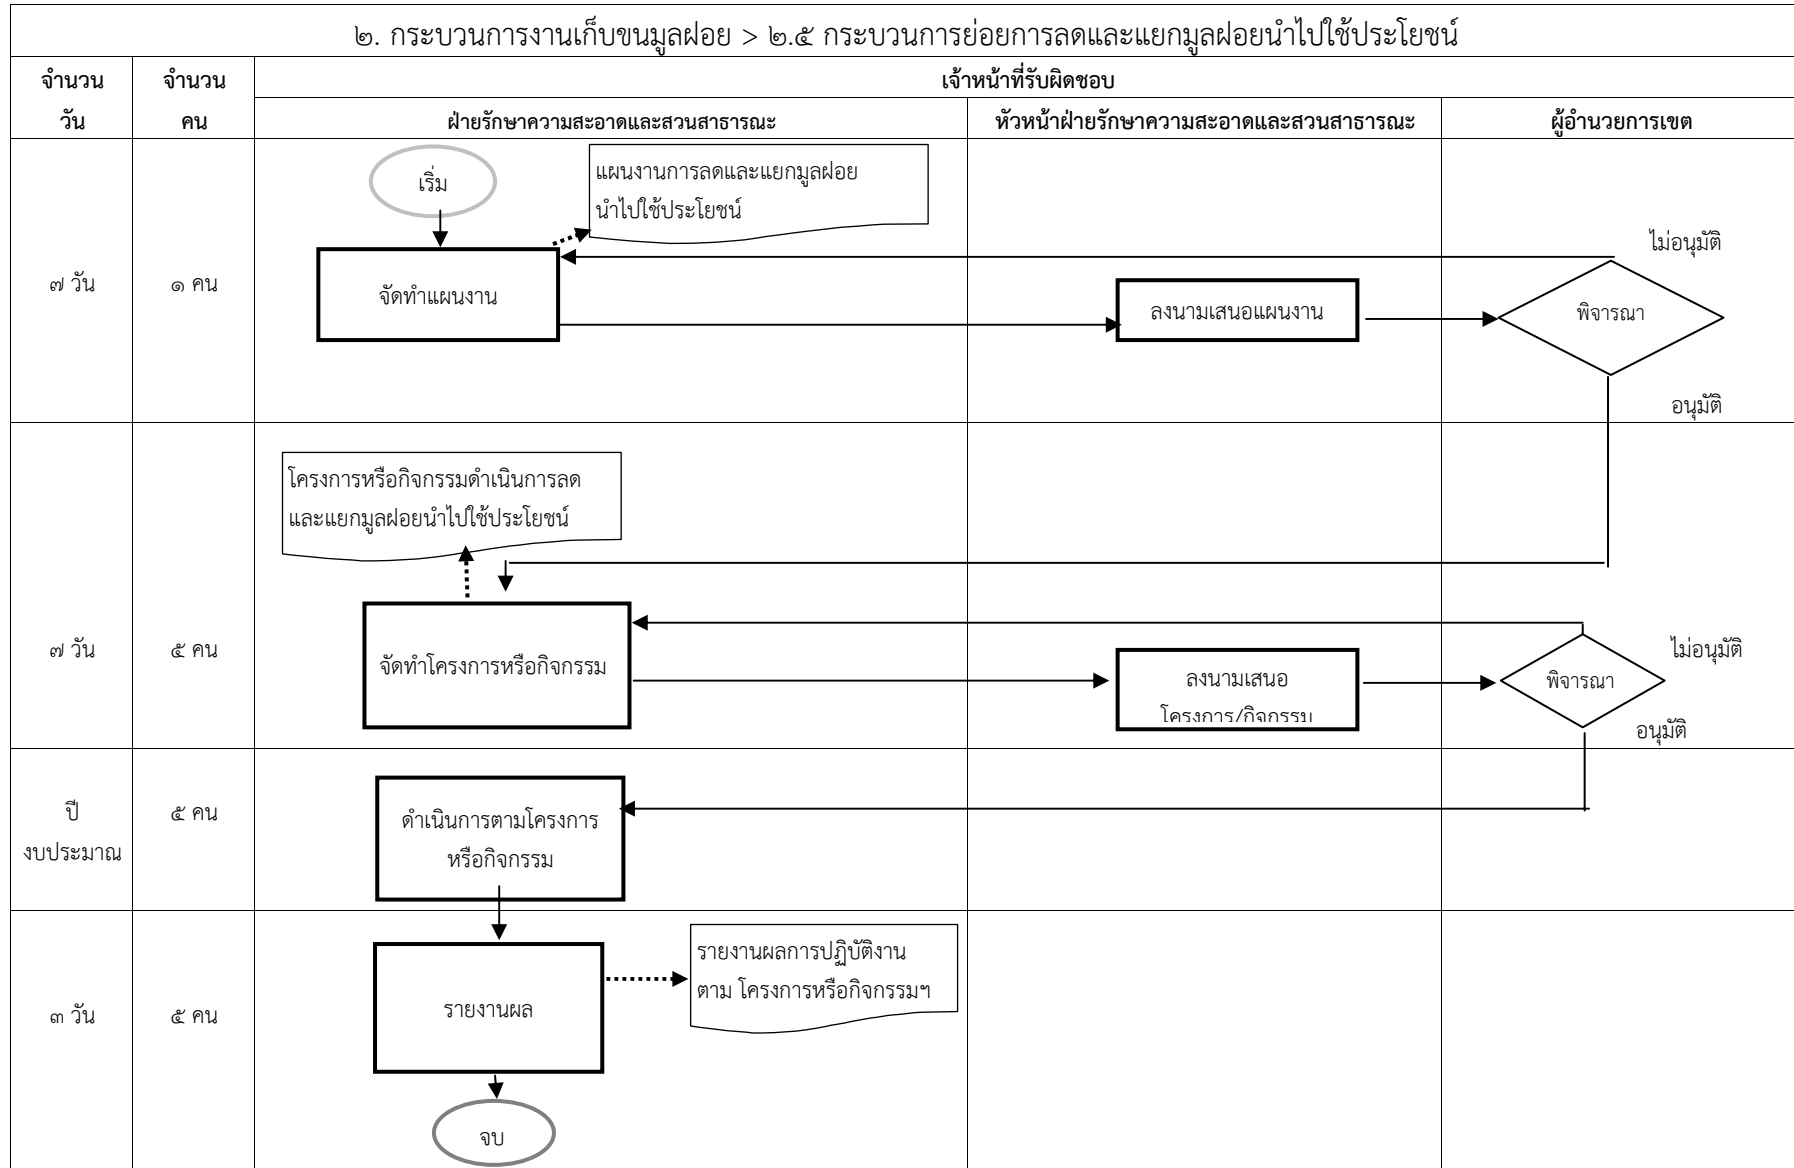 ๒. กระบวนการงานเก็บขนมูลฝอย > ๒.๕ กระบวนการย่อยการลดและแยกมูลฝอยนำไปใช้ประโยชน์
จำนวน
วัน
จำนวน
คน
เจ้าหน้าที่รับผิดชอบ
ฝ่ายรักษาความสะอาดและสวนสาธารณะ
หัวหน้าฝ่ายรักษาความสะอาดและสวนสาธารณะ
ผู้อำนวยการเขต
๗ วัน
๑ คน
เริ่ม
แผนงานการลดและแยกมูลฝอย
นำไปใช้ประโยชน์
จัดทำแผนงาน
ลงนามเสนอแผนงาน
ไม่อนุมัติ
พิจารณา
อนุมัติ
๗ วัน
๕ คน
โครงการหรือกิจกรรมดำเนินการลด
และแยกมูลฝอยนำไปใช้ประโยชน์
จัดทำโครงการหรือกิจกรรม
ลงนามเสนอ
โครงการ/กิจกรรม
ไม่อนุมัติ
พิจารณา
อนุมัติ
ปี
งบประมาณ
๕ คน
ดำเนินการตามโครงการ
หรือกิจกรรม
๓ วัน
๕ คน
รายงานผล
รายงานผลการปฏิบัติงาน
ตาม โครงการหรือกิจกรรมฯ
จบ